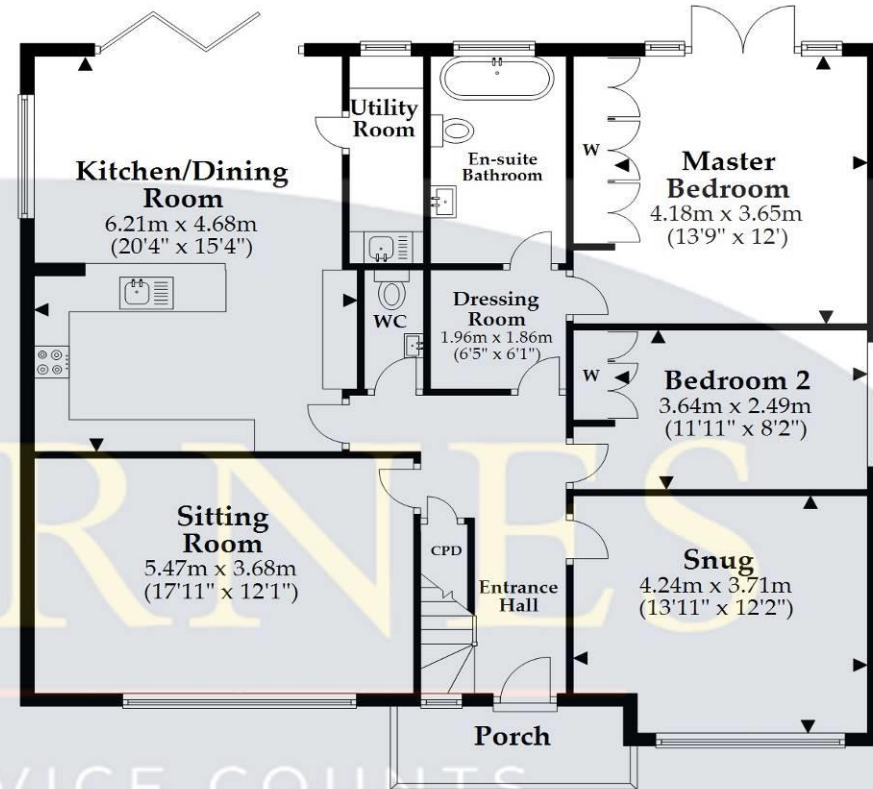 Kitchen/Dining
Room
6.21m x 4.68m
(20'4" x 15'4")
Utility
Room
En-suite
Bathroom
W
Master
Bedroom
4.18m x 3.65m
(13'9" x 12')
WC
Dressing
Room
1.96m x 1.86m
(6'5" x 6'1")
W
Bedroom 2
3.64m x 2.49m
(11'11" x 8'2")
Sitting
Room
5.47m x 3.68m
(17'11" x 12'1")
CPD
Entrance
Hall
Snug
4.24m x 3.71m
(13'11" x 12'2")
Porch
RNES
VICE COUNTS